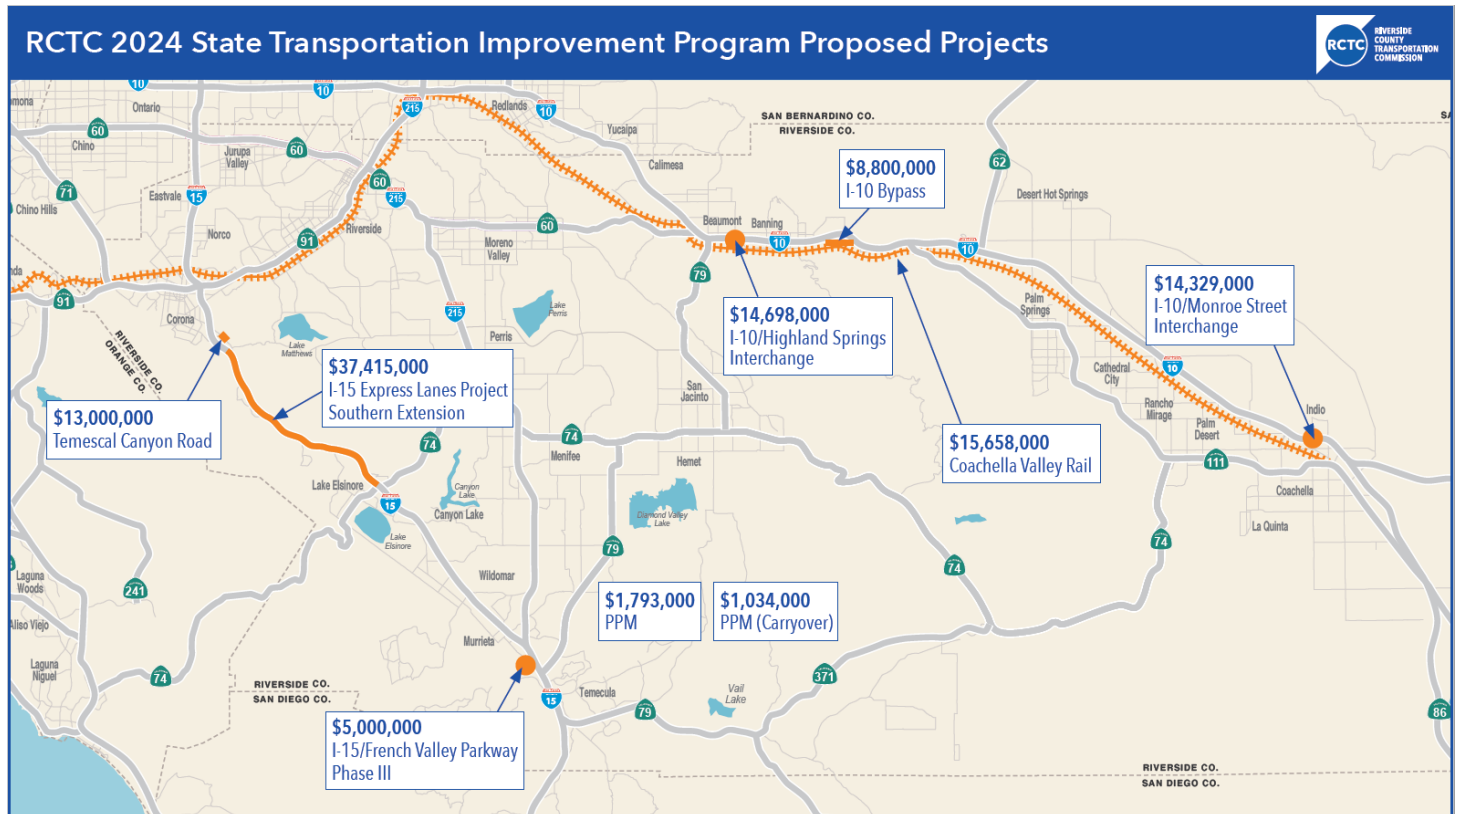 RCTC 2024 State Transportation Improvement Program Proposed Projects
RCTC
RIVERSIDE
COUNTY
TRANSPORTATION
COMMISSION
10
Ontario
10
215
Redlands
10
SAN BERNARDINO CO.
RIVERSIDE CO.
60
Chino
Jurupa
Valley
60
Yucaipa
Calimesa
$8,800,000
I-10 Bypass
62
Desert Hot Springs
71
Chino Hills
Eastvale
15
60
215
Norco
91
Riverside
60
Moreno
Valley
Beaumont
Banning
10
10
79
91
Corona
RIVERSIDE CO.
ORANGE CO.
Lake
Matthews
215
Lake
Perris
Perris
$14,698,000
I-10/Highland Springs
Interchange
Palm
Springs
$14,329,000
I-10/Monroe Street
Interchange
$37,415,000
I-15 Express Lanes Project
Southern Extension
$13,000,000
Temescal Canyon Road
San
Jacinto
Cathedral
City
10
Rancho
Mirage
Palm
Desert
Indio
74
74
Menifee
Hemet
$15,658,000
Coachella Valley Rail
111
Coachella
La Quinta
Lake Elsinore
15
Canyon
Lake
Canyon Lake
Lake
Elsinore
Diamond Valley
Lake
79
74
74
Laguna
Woods
241
Wildomar
$1,793,000
PPM
$1,034,000
PPM (Carryover)
Aliso Viejo
Laguna
Niguel
74
Murrieta
371
RIVERSIDE CO.
SAN DIEGO CO.
15
Temecula
79
Vail
Lake
86
$5,000,000
I-15/French Valley Parkway
Phase III
RIVERSIDE CO.
SAN DIEGO CO.